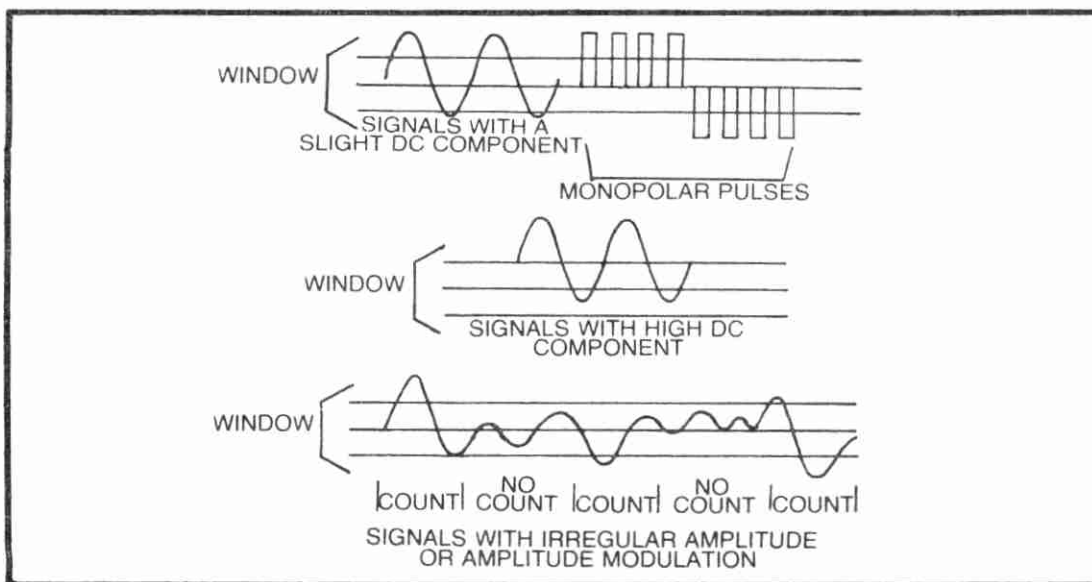 WINDOW
SIGNALS WITH A
SLIGHT DC COMPONENT
MONOPOLAR PULSES
WINDOW
SIGNALS WITH HIGH DC
COMPONENT
WINDOW
COUNT
NO
COUNT
COUNT
NO
COUNT
COUNT
SIGNALS WITH IRREGULAR AMPLITUDE
OR AMPLITUDE MODULATION